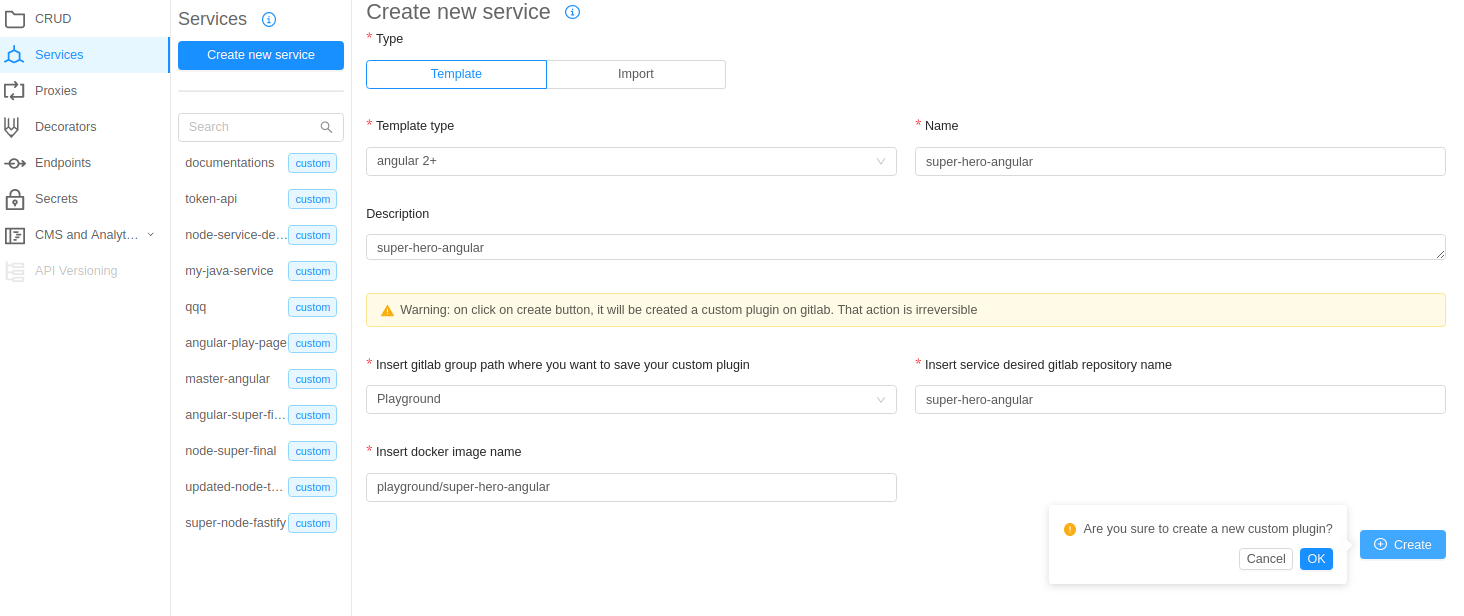 CRUD
Services
Proxies
Decorators
Endpoints
Secrets
CMS and Analyt…
API Versioning
Services
Create new service
Search
documentations custom
token-api custom
node-service-de… custom
my-java-service custom
qqq custom
angular-play-page custom
master-angular custom
angular-super-fi… custom
node-super-final custom
updated-node-t… custom
super-node-fastify custom
Create new service
* Type
Template Import
* Template type * Name
angular 2+ super-hero-angular
Description
super-hero-angular
Warning: on click on create button, it will be created a custom plugin on gitlab. That action is irreversible
* Insert gitlab group path where you want to save your custom plugin * Insert service desired gitlab repository name
Playground super-hero-angular
* Insert docker image name
playground/super-hero-angular
Are you sure to create a new custom plugin?
Cancel OK
Create